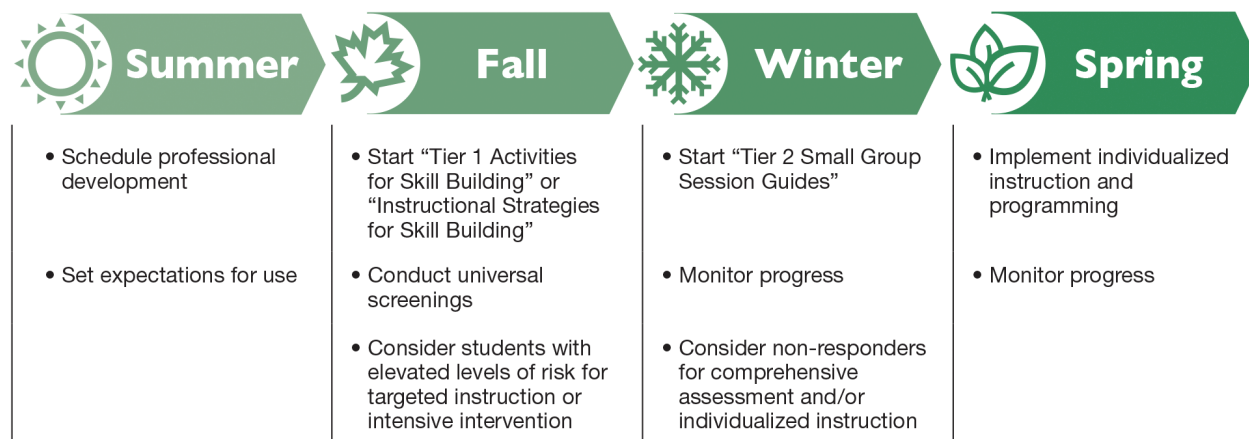 Summer
Fall
Winter
Spring
• Schedule professional
development
• Set expectations for use
• Start “Tier 1 Activities
for Skill Building” or
“Instructional Strategies
for Skill Building”
• Conduct universal
screenings
• Consider students with
elevated levels of risk for
targeted instruction or
intensive intervention
• Start “Tier 2 Small Group
Session Guides”
• Monitor progress
• Consider non-responders
for comprehensive
assessment and/or
individualized instruction
• Implement individualized
instruction and
programming
• Monitor progress